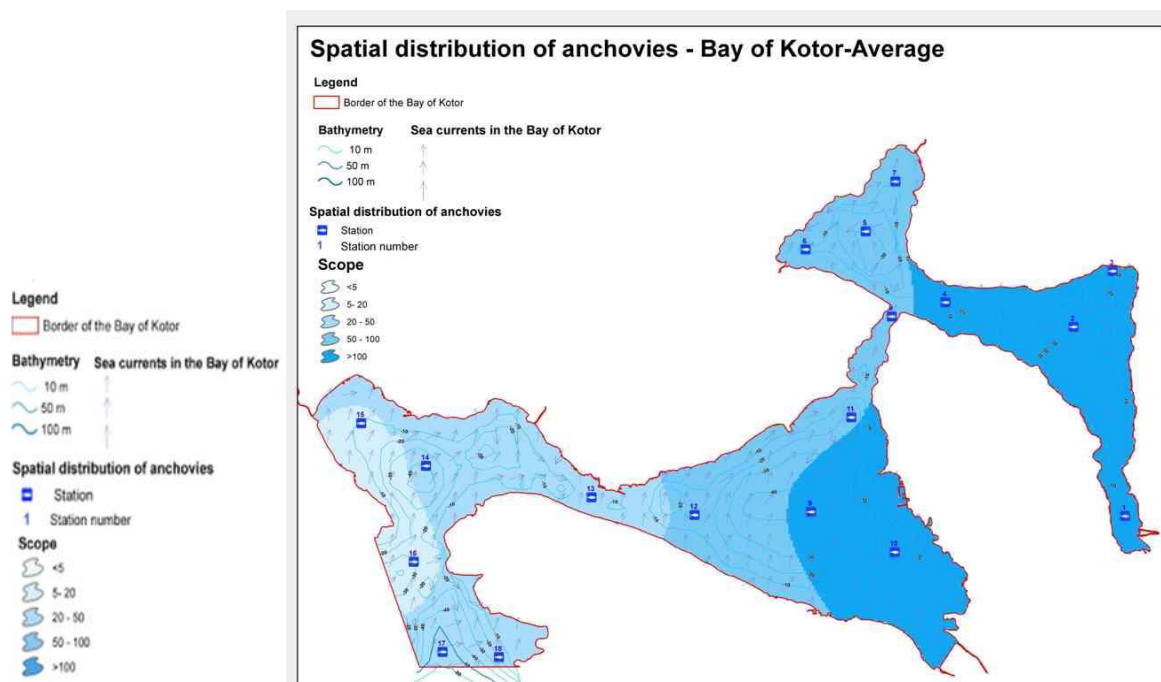 Spatial distribution of anchovies - Bay of Kotor-Average
Legend
Border of the Bay of Kotor
Bathymetry
Sea currents in the Bay of Kotor
10 m
50 m
100 m
Spatial distribution of anchovies
Station
1 Station number
Scope
<5
5- 20
20 - 50
50 - 100
>100
7
5
6
3
4
2
11
15
14
13
12
9
10
1
16
17
18
Legend
Border of the Bay of Kotor
Bathymetry
Sea currents in the Bay of Kotor
10 m
50 m
100 m
Spatial distribution of anchovies
Station
1 Station number
Scope
<5
5- 20
20 - 50
50 - 100
>100